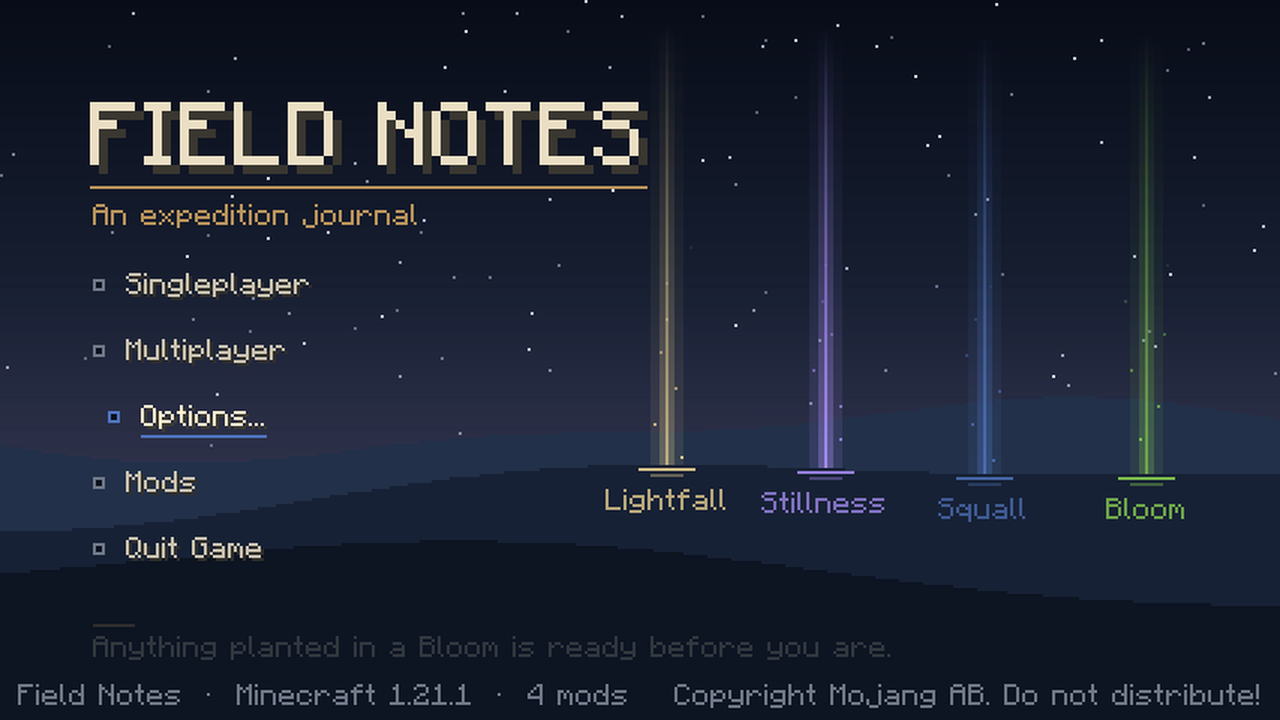 FIELD NOTES
An expedition journal.
Singleplayer
Multiplayer
Options...
Mods
Quit Game
Lightfall
Stillness
Squall
Bloom
Anything planted in a Bloom is ready before you are.
Field Notes · Minecraft 1.21.1 · 4 mods
Copyright Mojang AB. Do not distribute!